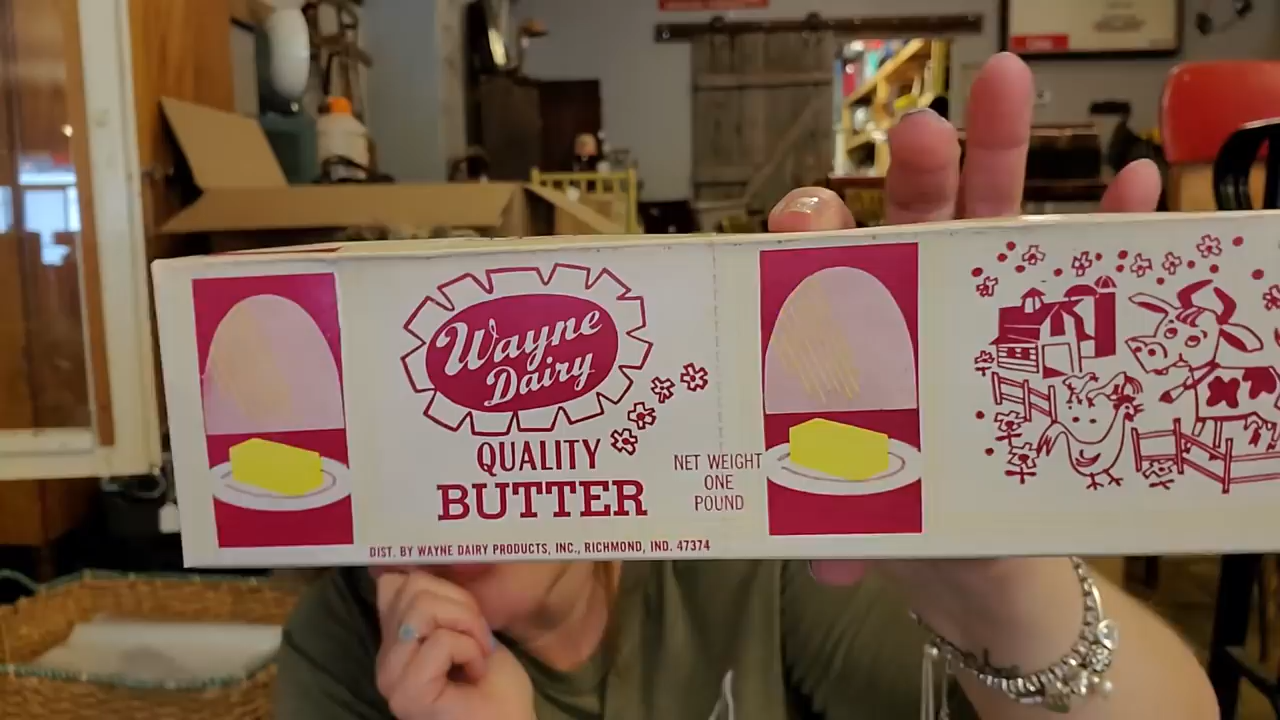 Wayne
Dairy
QUALITY
BUTTER
NET WEIGHT
ONE
POUND
DIST. BY WAYNE DAIRY PRODUCTS, INC., RICHMOND, IND. 47374